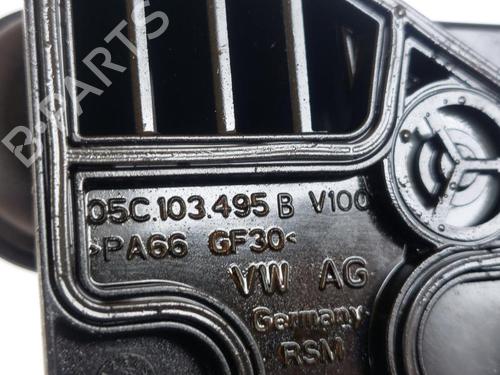 B-PARTS
05C.103.495 B V100
>PA66 GF30<
VW AG
Germany
RSM